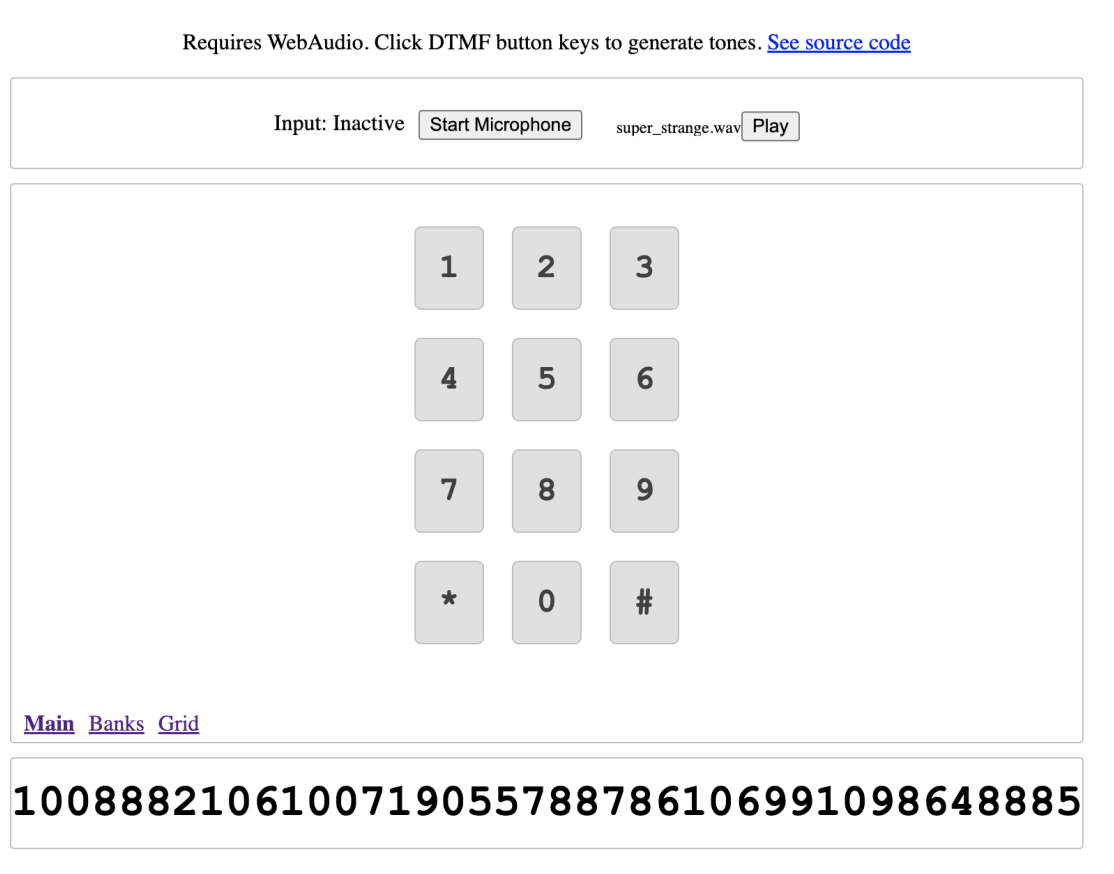 Requires WebAudio. Click DTMF button keys to generate tones. See source code
Input: Inactive Start Microphone super_strange.wav Play
1 2 3
4 5 6
7 8 9
* 0 #
Main Banks Grid
1008882106100719055788786106991098648885